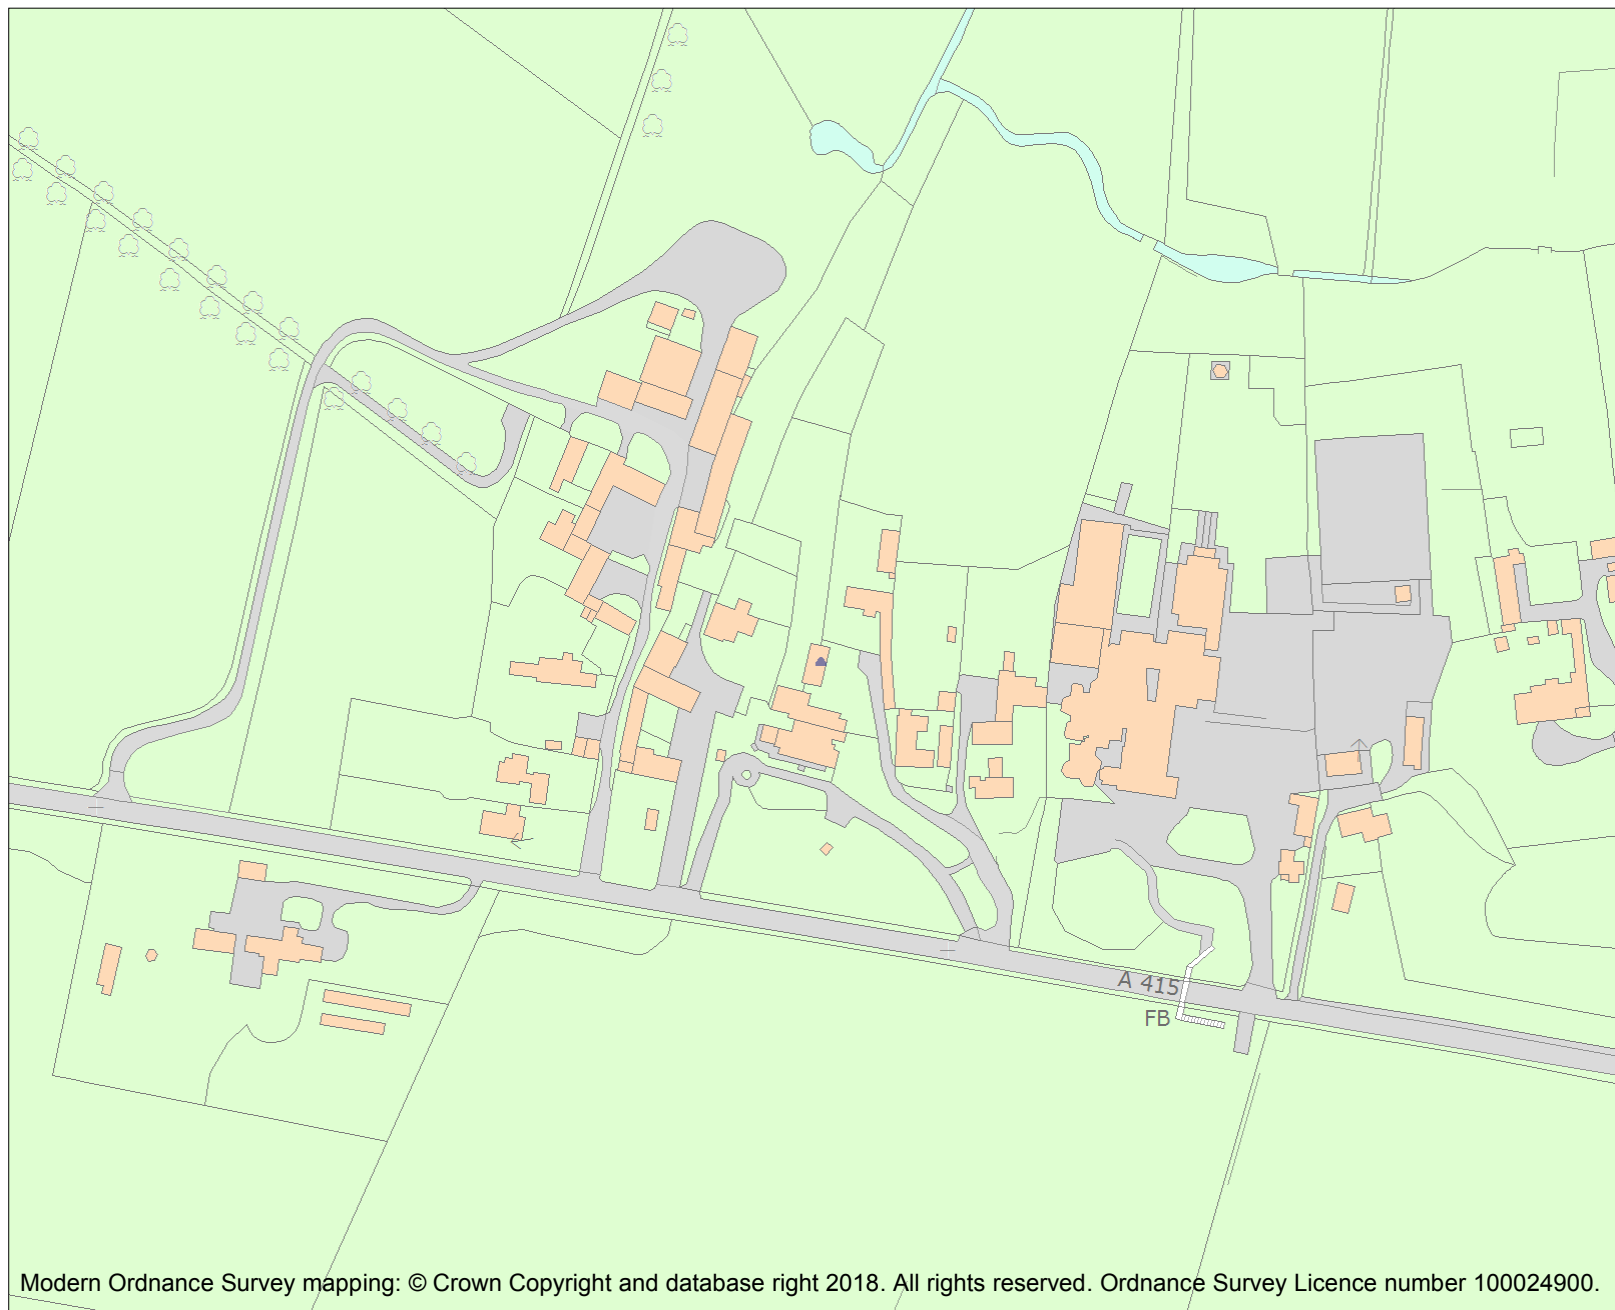 A 415
FB
Modern Ordnance Survey mapping: © Crown Copyright and database right 2018. All rights reserved. Ordnance Survey Licence number 100024900.